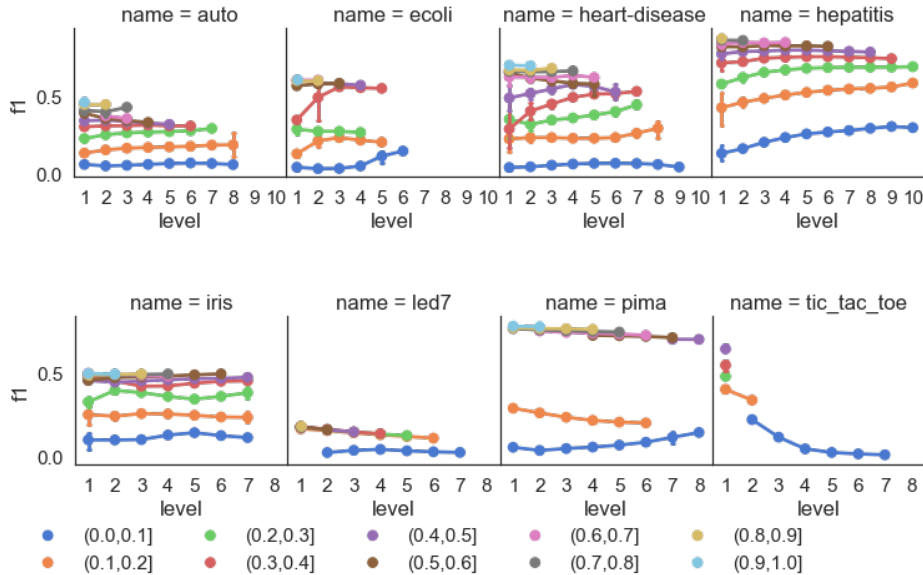 name = auto name = ecoli name = heart-disease name = hepatitis
f1
0.5
0.0
1 2 3 4 5 6 7 8 9 10 1 2 3 4 5 6 7 8 9 10 1 2 3 4 5 6 7 8 9 10 1 2 3 4 5 6 7 8 9 10
level level level level
name = iris name = led7 name = pima name = tic_tac_toe
f1
0.5
0.0
1 2 3 4 5 6 7 8 1 2 3 4 5 6 7 8 1 2 3 4 5 6 7 8 1 2 3 4 5 6 7 8
level level level level
(0.0,0.1] (0.2,0.3] (0.4,0.5] (0.6,0.7] (0.8,0.9]
(0.1,0.2] (0.3,0.4] (0.5,0.6] (0.7,0.8] (0.9,1.0]